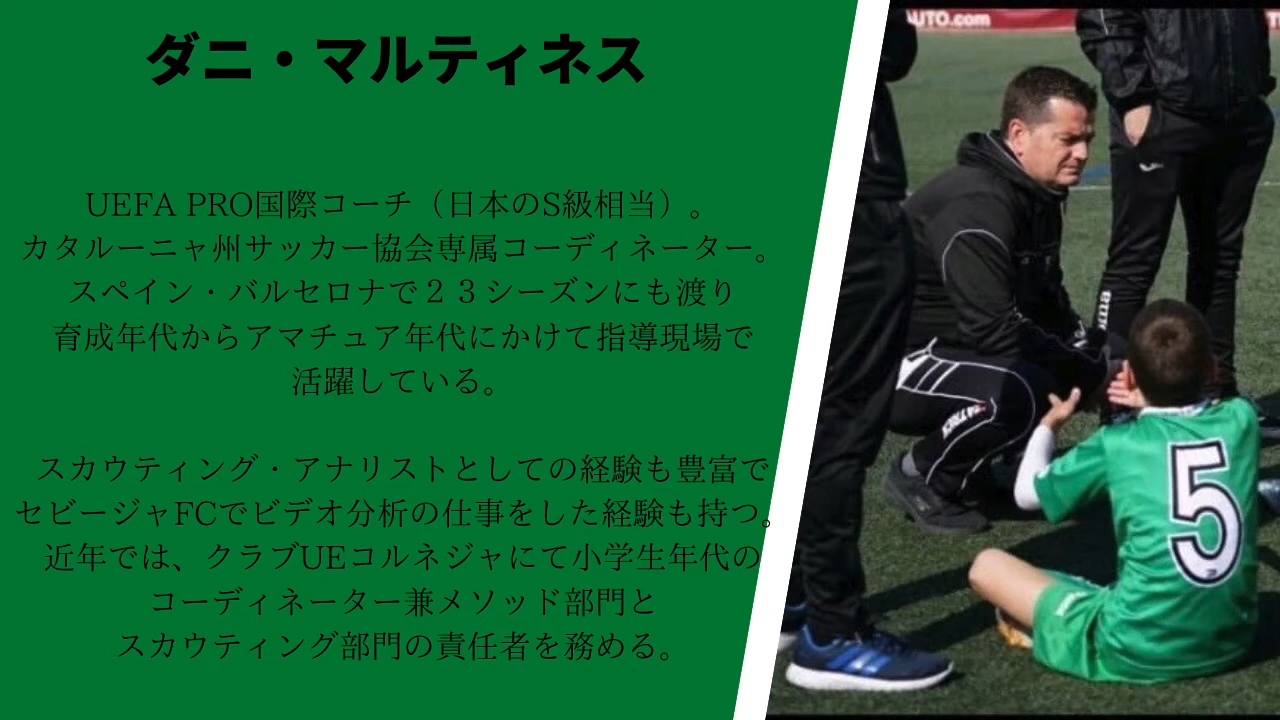 ダニ・マルティネス
UEFA PRO国際コーチ（日本のS級相当）。
カタルーニャ州サッカー協会専属コーディネーター。
スペイン・バルセロナで２３シーズンにも渡り
育成年代からアマチュア年代にかけて指導現場で
活躍している。
スカウティング・アナリストとしての経験も豊富で
セビージャFCでビデオ分析の仕事をした経験も持つ。
近年では、クラブUEコルネジャにて小学生年代の
コーディネーター兼メソッド部門と
スカウティング部門の責任者を務める。
UTO.com
oma
5